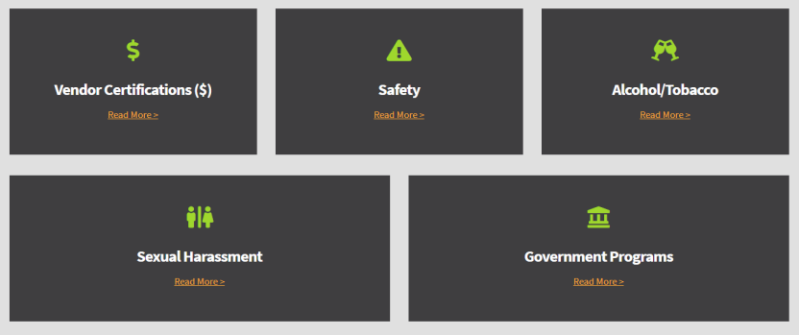 Vendor Certifications ($)
Read More >
Safety
Read More >
Alcohol/Tobacco
Read More >
Sexual Harassment
Read More >
Government Programs
Read More >